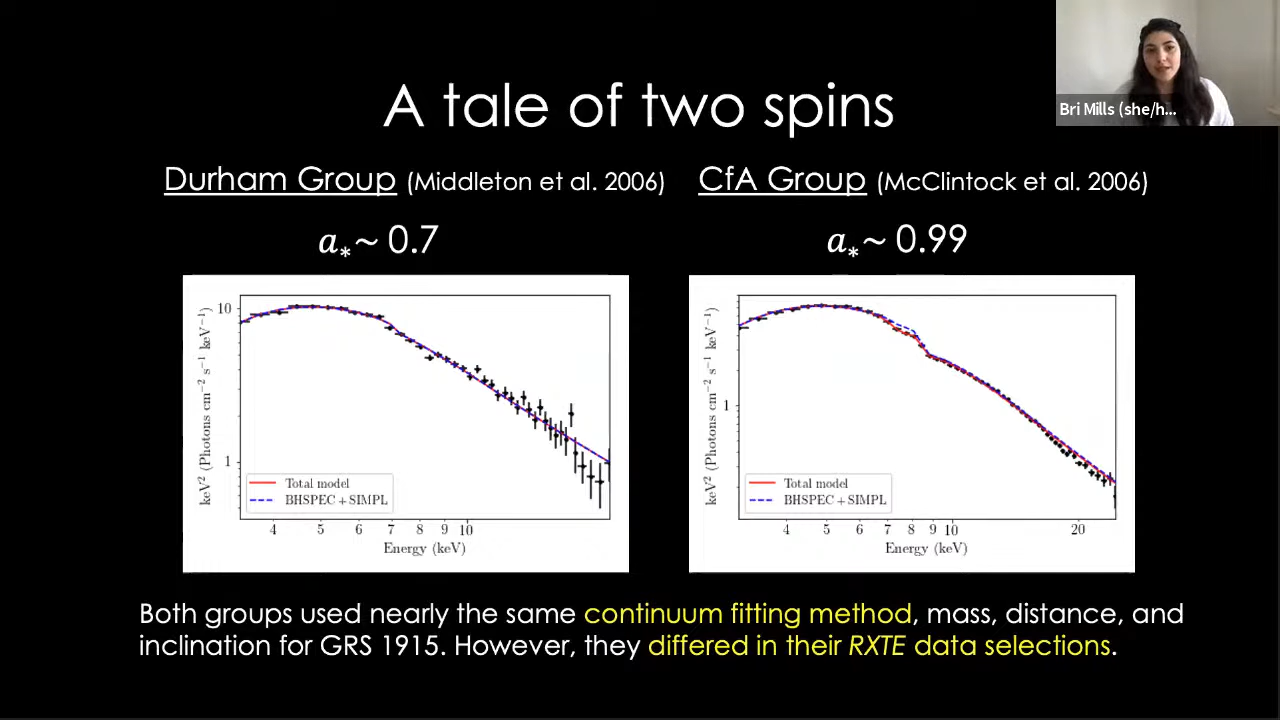 A tale of two spins
Bri Mills (she/h...
Durham Group (Middleton et al. 2006)
CfA Group (McClintock et al. 2006)
a*~ 0.7
a*~ 0.99
keV² (Photons cm⁻² s⁻¹ keV⁻¹)
10
1
Total model
BHSPEC + SIMPL
4 5 6 7 8 9 10
Energy (keV)
keV² (Photons cm⁻² s⁻¹ keV⁻¹)
1
Total model
BHSPEC + SIMPL
4 5 6 7 8 9 10 20
Energy (keV)
Both groups used nearly the same continuum fitting method, mass, distance, and
inclination for GRS 1915. However, they differed in their RXTE data selections.